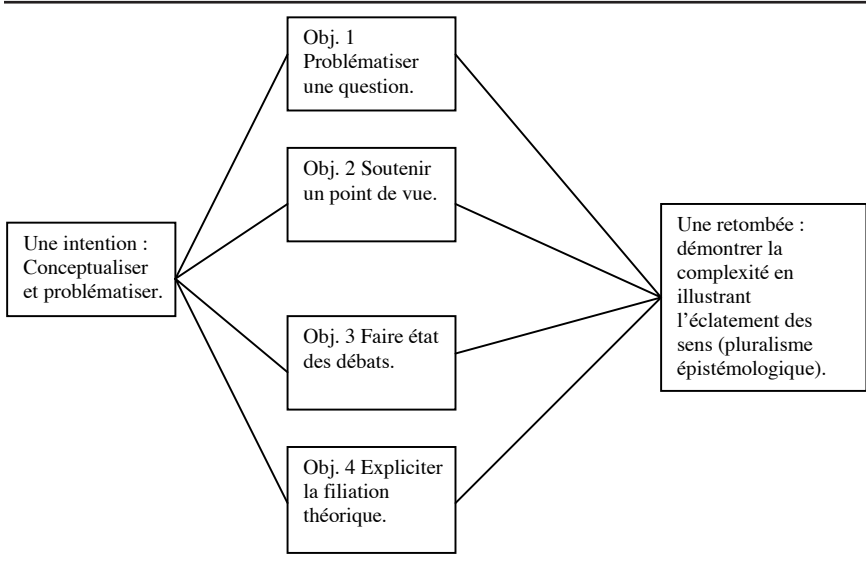 Obj. 1
Problématiser
une question.
Obj. 2 Soutenir
un point de vue.
Une intention :
Conceptualiser
et problématiser.
Une retombée :
démontrer la
complexité en
illustrant
l’éclatement des
sens (pluralisme
épistémologique).
Obj. 3 Faire état
des débats.
Obj. 4 Expliciter
la filiation
théorique.